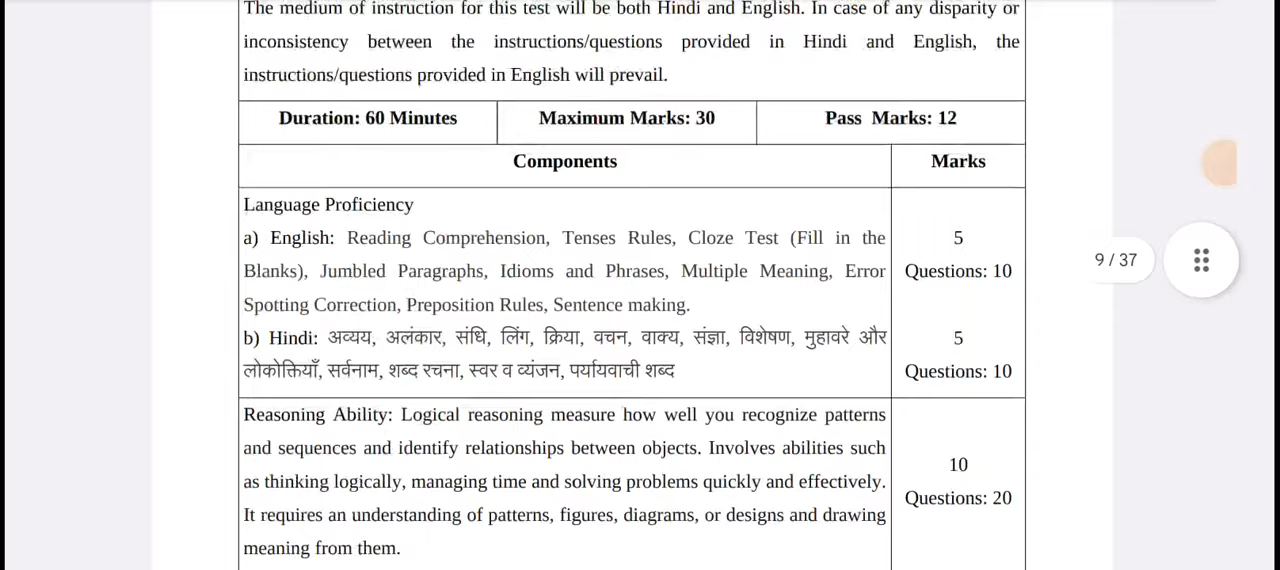 The medium of instruction for this test will be both Hindi and English. In case of any disparity or
inconsistency between the instructions/questions provided in Hindi and English, the
instructions/questions provided in English will prevail.
Duration: 60 Minutes Maximum Marks: 30 Pass Marks: 12
Components Marks
Language Proficiency
a) English: Reading Comprehension, Tenses Rules, Cloze Test (Fill in the 5
Blanks), Jumbled Paragraphs, Idioms and Phrases, Multiple Meaning, Error Questions: 10
Spotting Correction, Preposition Rules, Sentence making.
b) Hindi: अव्यय, अलंकार, संधि, लिंग, क्रिया, वचन, वाक्य, संज्ञा, विशेषण, मुहावरे और 5
लोकोक्तियाँ, सर्वनाम, शब्द रचना, स्वर व व्यंजन, पर्यायवाची शब्द Questions: 10
Reasoning Ability: Logical reasoning measure how well you recognize patterns
and sequences and identify relationships between objects. Involves abilities such 10
as thinking logically, managing time and solving problems quickly and effectively. Questions: 20
It requires an understanding of patterns, figures, diagrams, or designs and drawing
meaning from them.
9 / 37